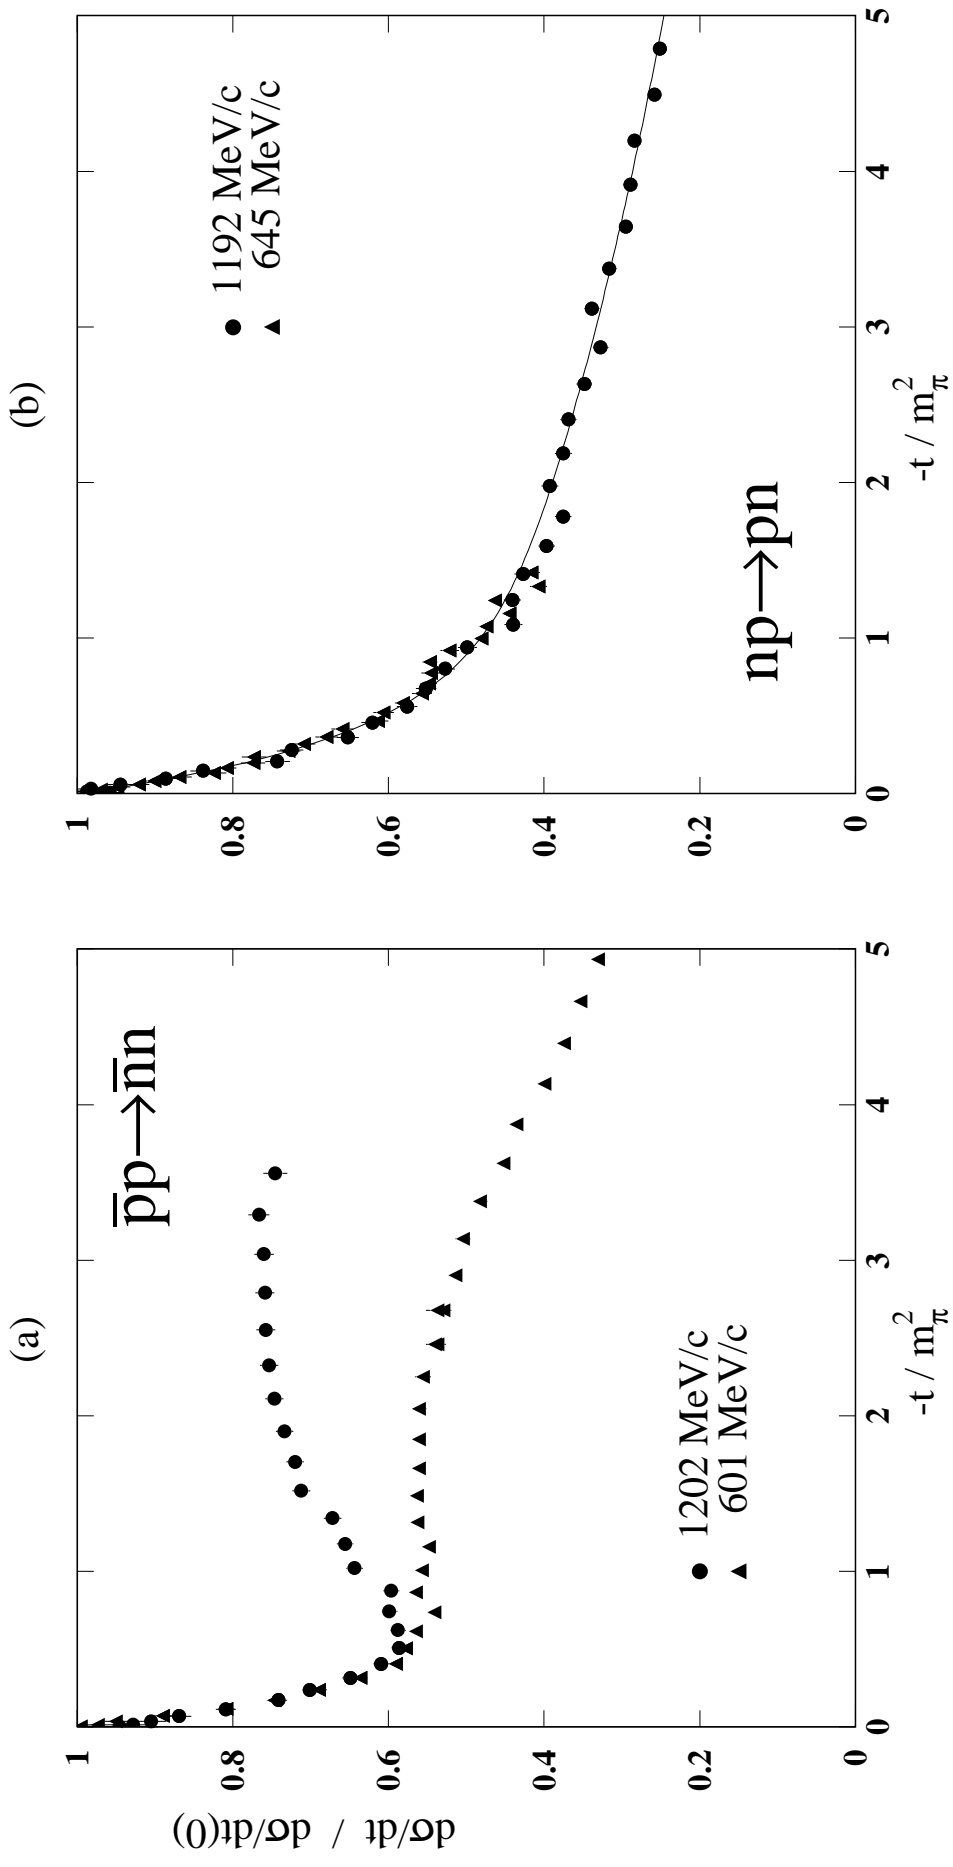 (a)
p̅p→n̅n
1202 MeV/c
601 MeV/c
dσ/dt / dσ/dt(0)
1
0.8
0.6
0.4
0.2
0
0 1 2 3 4 5
-t / m²π
(b)
1192 MeV/c
645 MeV/c
np→pn
1
0.8
0.6
0.4
0.2
0
0 1 2 3 4 5
-t / m²π